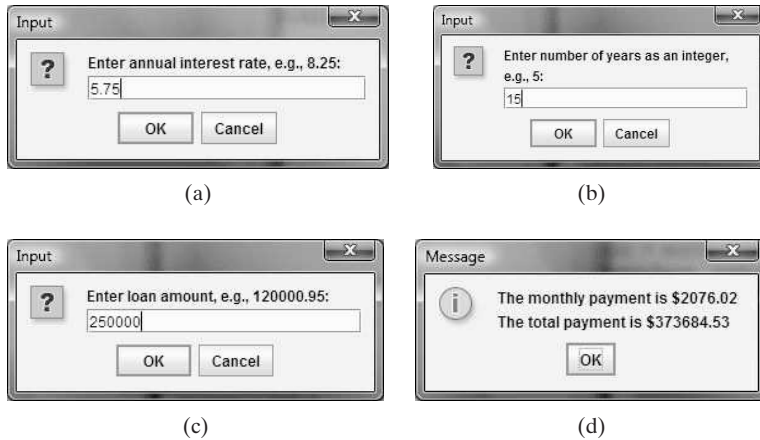 Input
Enter annual interest rate, e.g., 8.25:
5.75
OK Cancel
(a)
Input
Enter number of years as an integer,
e.g., 5:
15
OK Cancel
(b)
Input
Enter loan amount, e.g., 120000.95:
250000
OK Cancel
(c)
Message
The monthly payment is $2076.02
The total payment is $373684.53
OK
(d)